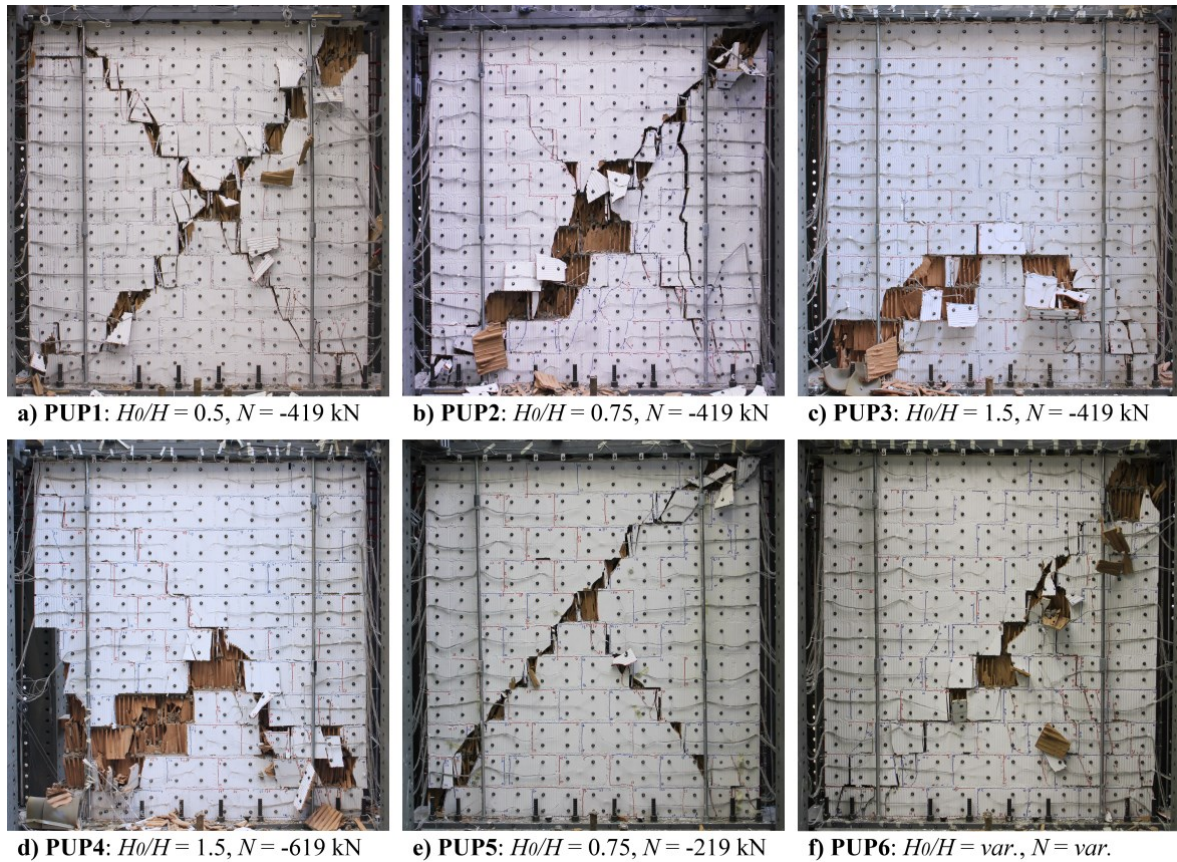 a) PUP1: H0/H = 0.5, N = -419 kN
b) PUP2: H0/H = 0.75, N = -419 kN
c) PUP3: H0/H = 1.5, N = -419 kN
d) PUP4: H0/H = 1.5, N = -619 kN
e) PUP5: H0/H = 0.75, N = -219 kN
f) PUP6: H0/H = var., N = var.